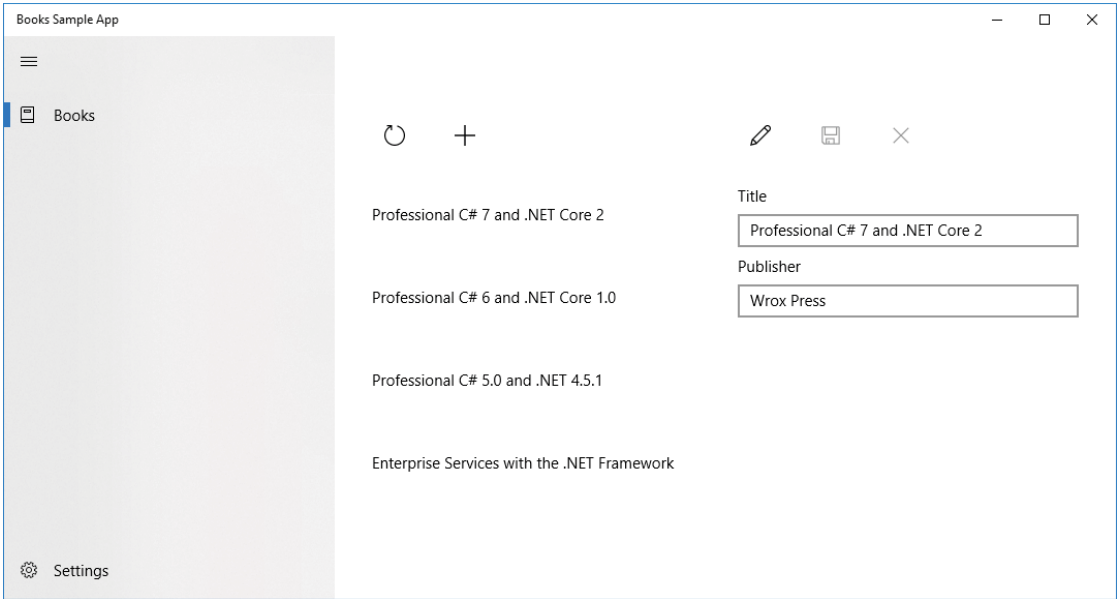 Books Sample App
Books
Professional C# 7 and .NET Core 2
Professional C# 6 and .NET Core 1.0
Professional C# 5.0 and .NET 4.5.1
Enterprise Services with the .NET Framework
Title
Professional C# 7 and .NET Core 2
Publisher
Wrox Press
Settings